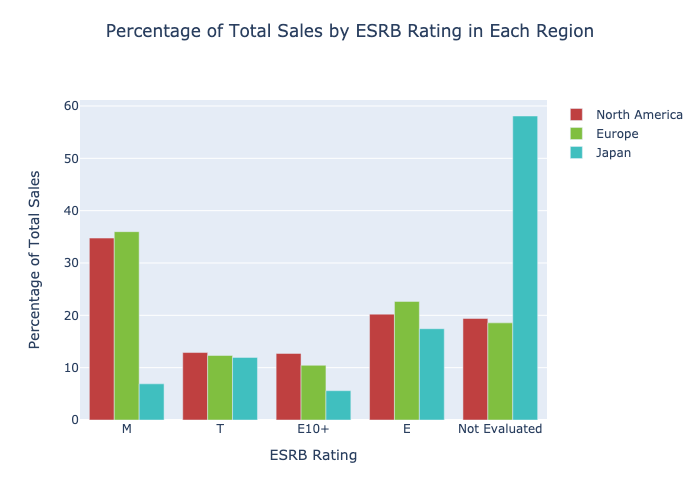 Percentage of Total Sales by ESRB Rating in Each Region
North America
Europe
Japan
60
50
40
30
20
10
0
Percentage of Total Sales
M
T
E10+
E
Not Evaluated
ESRB Rating